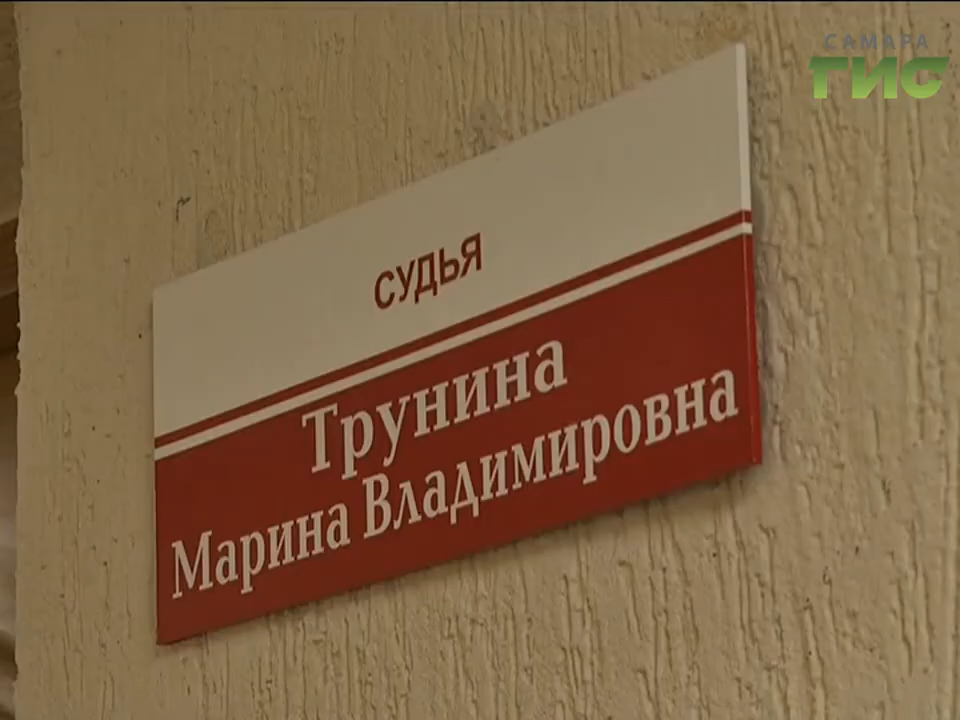 САМАРА
ГИС
СУДЬЯ
Трунина
Марина Владимировна